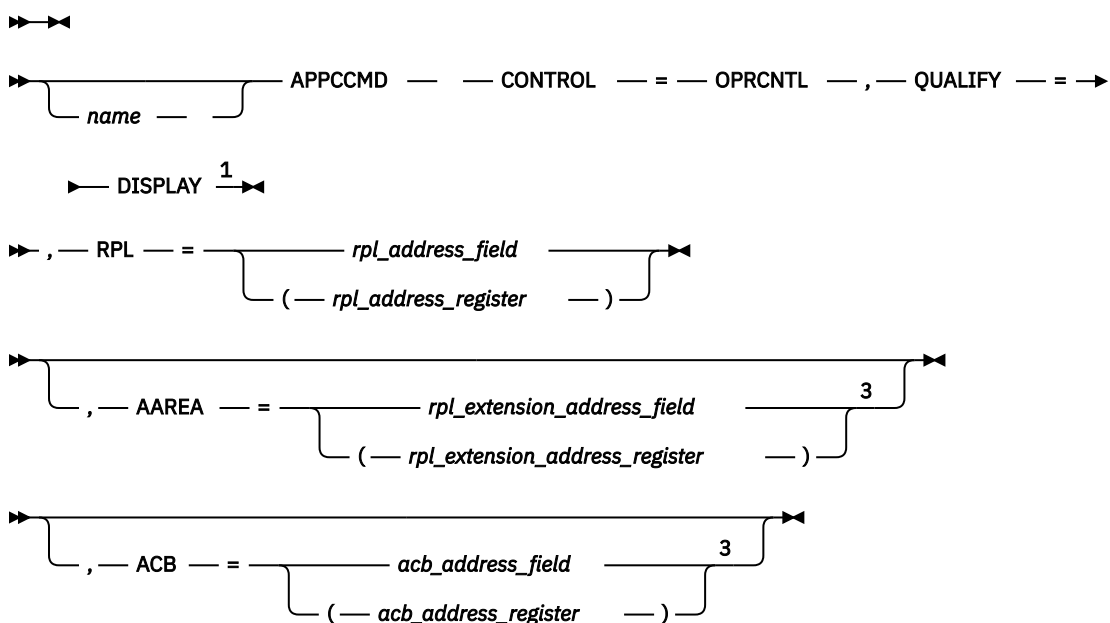 APPCCMD CONTROL = OPRCNTL , QUALIFY =
name
DISPLAY 1
, RPL = rpl_address_field
( rpl_address_register )
, AAREA = rpl_extension_address_field 3
( rpl_extension_address_register )
, ACB = acb_address_field 3
( acb_address_register )